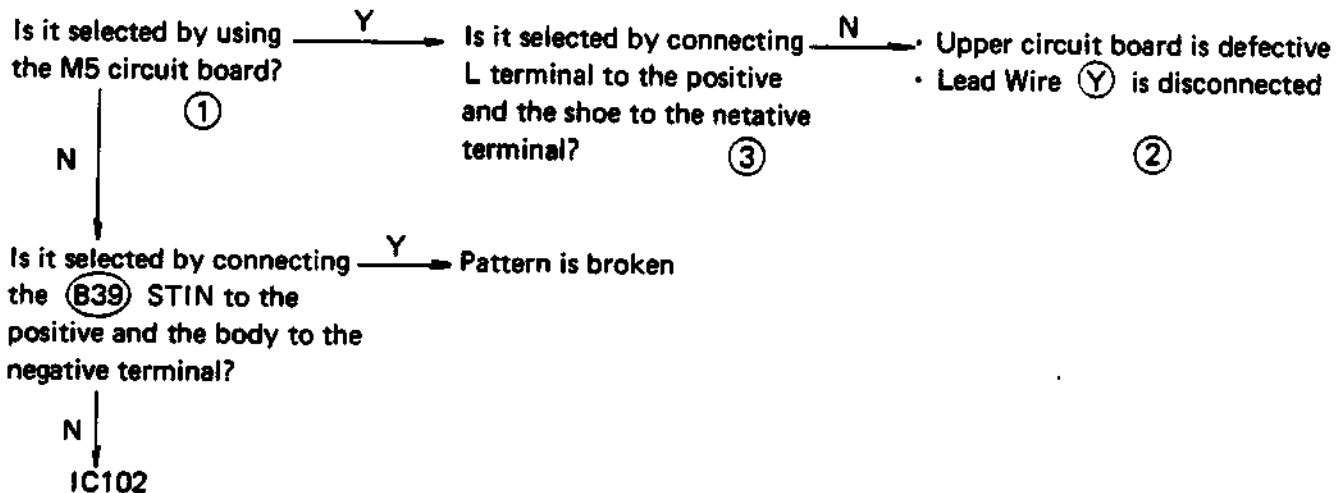 Is it selected by using
the M5 circuit board?
①
Y
Is it selected by connecting
L terminal to the positive
and the shoe to the netative
terminal?
③
N
· Upper circuit board is defective
· Lead Wire Ⓨ is disconnected
②
N
Is it selected by connecting
the (B39) STIN to the
positive and the body to the
negative terminal?
Y
Pattern is broken
N
IC102